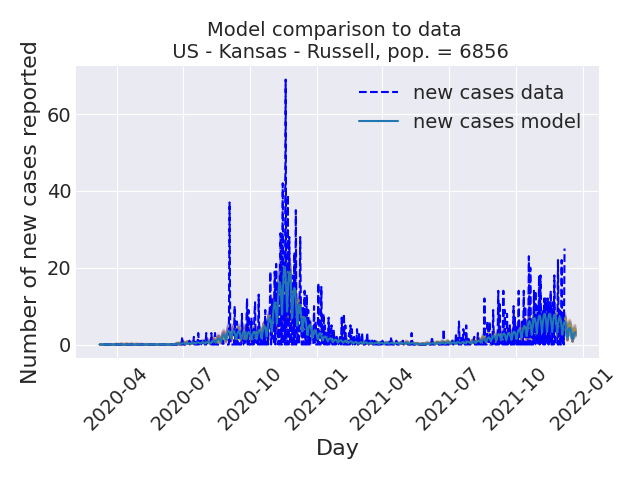 Model comparison to data
US - Kansas - Russell, pop. = 6856
Number of new cases reported
60
40
20
0
new cases data
new cases model
2020-04
2020-07
2020-10
2021-01
2021-04
2021-07
2021-10
2022-01
Day